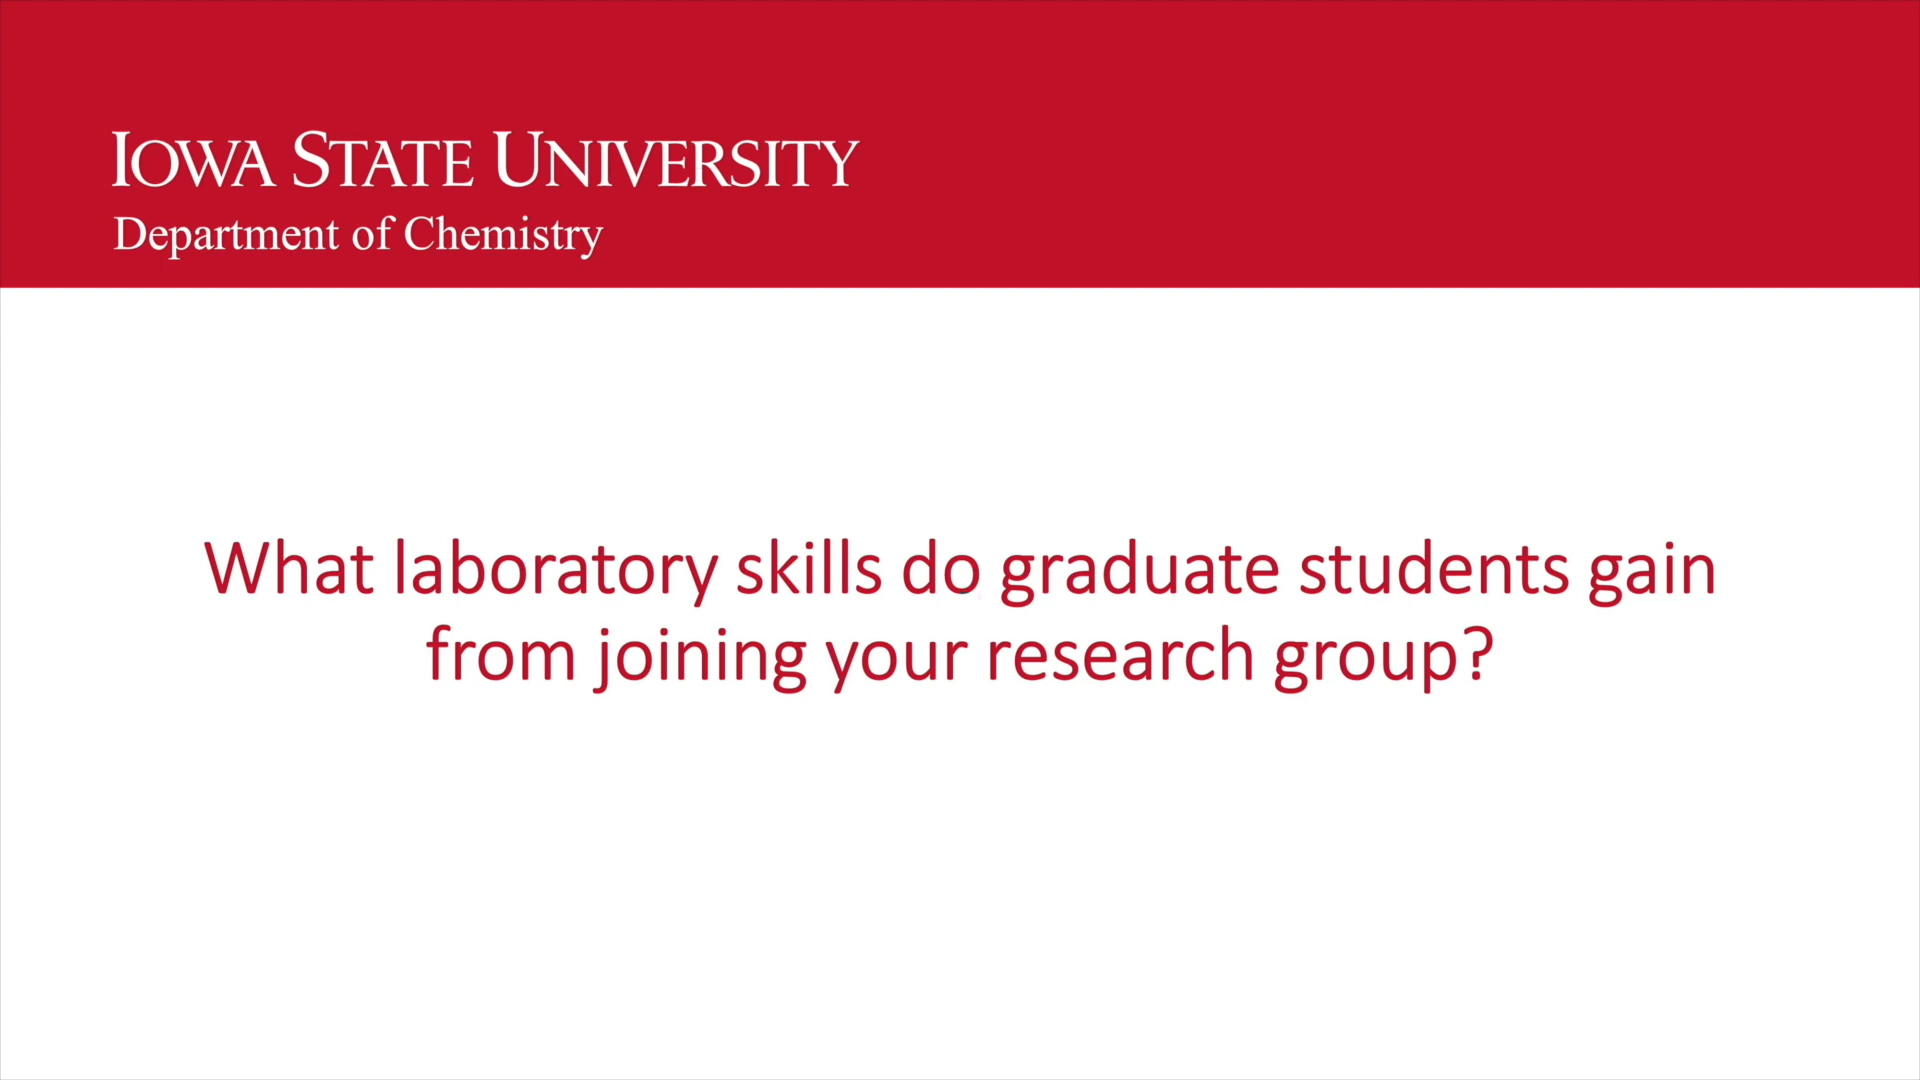 IOWA STATE UNIVERSITY
Department of Chemistry
What laboratory skills do graduate students gain
from joining your research group?